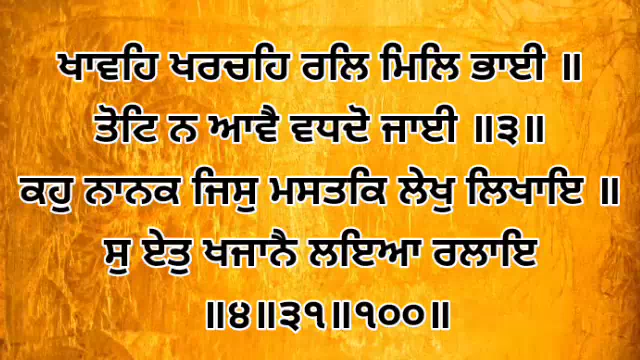 ਖਾਵਹਿ ਖਰਚਹਿ ਰਲਿ ਮਿਲਿ ਭਾਈ ॥
ਤੋਟਿ ਨ ਆਵੈ ਵਧਦੋ ਜਾਈ ॥੩॥
ਕਹੁ ਨਾਨਕ ਜਿਸੁ ਮਸਤਕਿ ਲੇਖੁ ਲਿਖਾਇ ॥
ਸੁ ਏਤੁ ਖਜਾਨੈ ਲਇਆ ਰਲਾਇ
॥੪॥੩੧॥੧੦੦॥